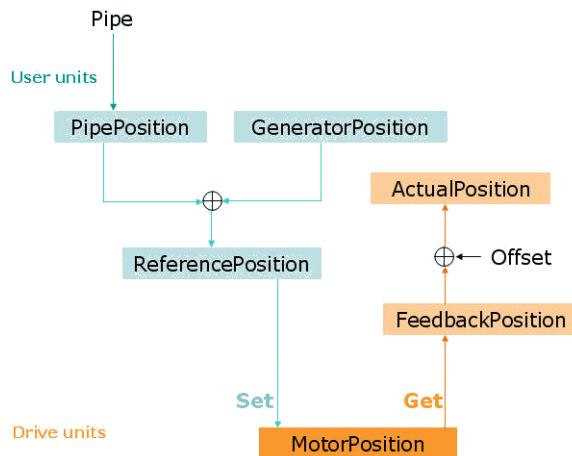 Pipe
User units
PipePosition
GeneratorPosition
ActualPosition
Offset
ReferencePosition
FeedbackPosition
Set
Get
Drive units
MotorPosition